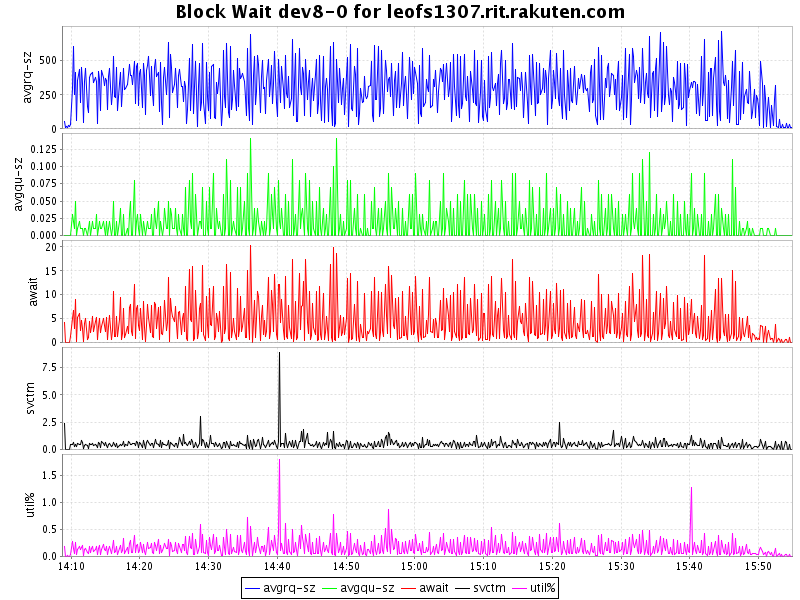 Block Wait dev8-0 for leofs1307.rit.rakuten.com
avgrq-sz
500
250
0
avgqu-sz
0.125
0.100
0.075
0.050
0.025
0.000
await
20
15
10
5
0
svctm
7.5
5.0
2.5
0.0
util%
1.5
1.0
0.5
0.0
14:10 14:20 14:30 14:40 14:50 15:00 15:10 15:20 15:30 15:40 15:50
avgrq-sz avgqu-sz await svctm util%